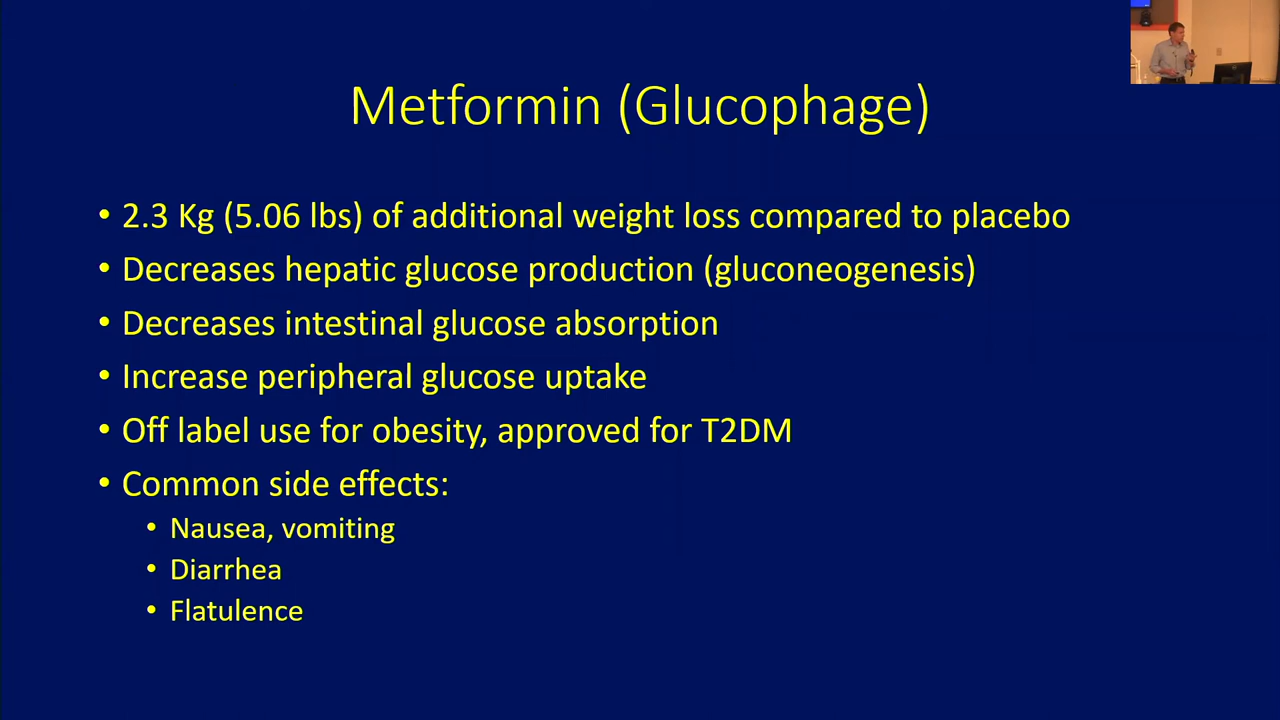 Metformin (Glucophage)
• 2.3 Kg (5.06 lbs) of additional weight loss compared to placebo
• Decreases hepatic glucose production (gluconeogenesis)
• Decreases intestinal glucose absorption
• Increase peripheral glucose uptake
• Off label use for obesity, approved for T2DM
• Common side effects:
• Nausea, vomiting
• Diarrhea
• Flatulence